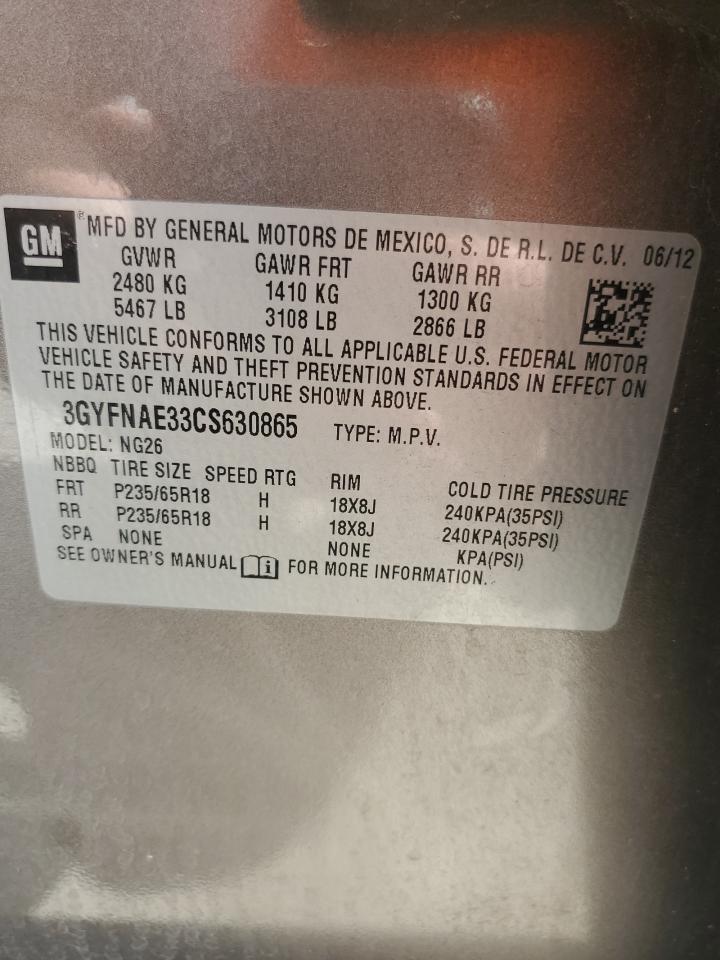 GM ® MFD BY GENERAL MOTORS DE MEXICO, S. DE R.L. DE C.V. 06/12
GVWR GAWR FRT GAWR RR
2480 KG 1410 KG 1300 KG
5467 LB 3108 LB 2866 LB
THIS VEHICLE CONFORMS TO ALL APPLICABLE U.S. FEDERAL MOTOR
VEHICLE SAFETY AND THEFT PREVENTION STANDARDS IN EFFECT ON
THE DATE OF MANUFACTURE SHOWN ABOVE.
3GYFNAE33CS630865 TYPE: M.P.V.
MODEL: NG26
NBBQ TIRE SIZE SPEED RTG RIM COLD TIRE PRESSURE
FRT P235/65R18 H 18X8J 240KPA(35PSI)
RR P235/65R18 H 18X8J 240KPA(35PSI)
SPA NONE NONE KPA(PSI)
SEE OWNER'S MANUAL i FOR MORE INFORMATION.